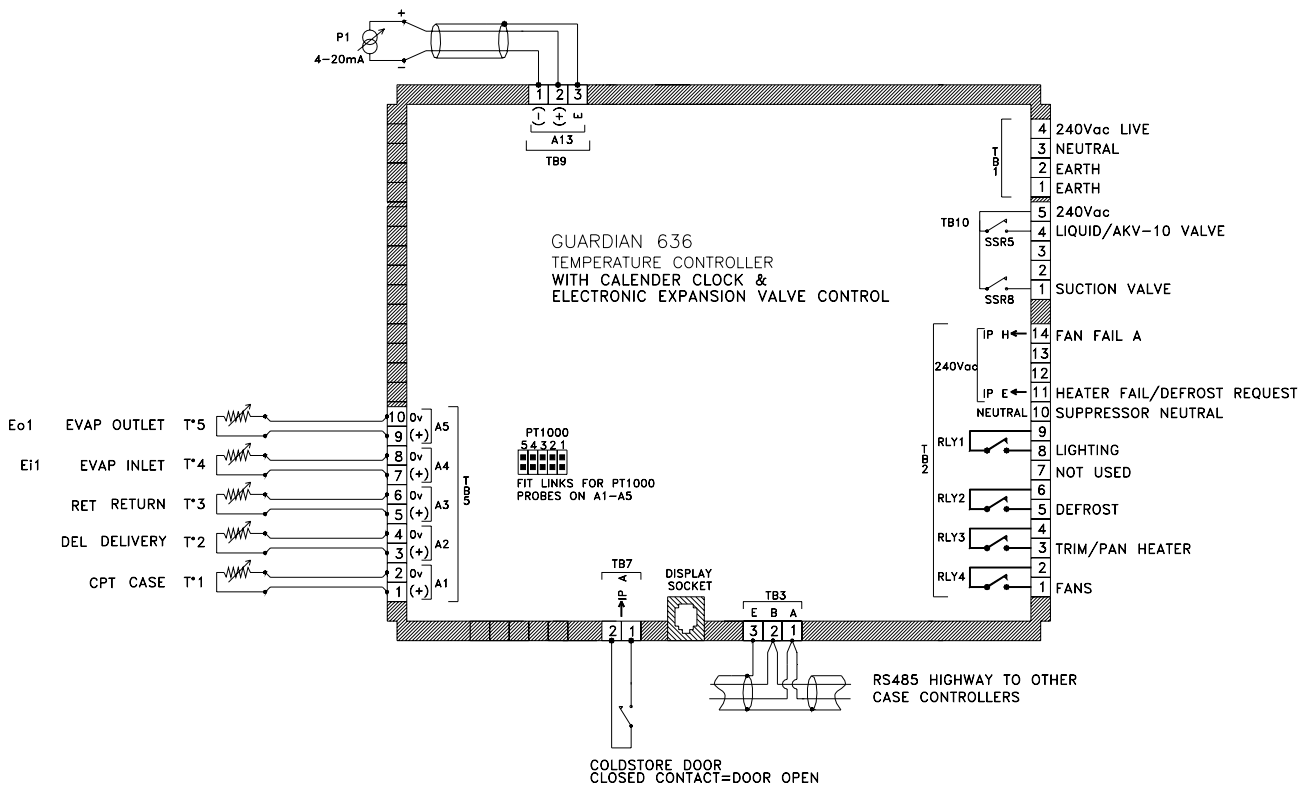 +
P1
4-20mA
-
1 2 3
(-) (+) E
A13
TB9
GUARDIAN 636
TEMPERATURE CONTROLLER
WITH CALENDER CLOCK &
ELECTRONIC EXPANSION VALVE CONTROL
TB1
4 240Vac LIVE
3 NEUTRAL
2 EARTH
1 EARTH
TB10
5 240Vac
SSR5 4 LIQUID/AKV-10 VALVE
3
2
SSR8 1 SUCTION VALVE
TB2
240Vac
IP H 14 FAN FAIL A
13
12
IP E 11 HEATER FAIL/DEFROST REQUEST
NEUTRAL 10 SUPPRESSOR NEUTRAL
9
RLY1 8 LIGHTING
7 NOT USED
6
RLY2 5 DEFROST
4
RLY3 3 TRIM/PAN HEATER
2
RLY4 1 FANS
Eo1 EVAP OUTLET T°5 10 0v A5
9 (+)
Ei1 EVAP INLET T°4 8 0v A4
7 (+)
RET RETURN T°3 6 0v A3
5 (+)
DEL DELIVERY T°2 4 0v A2
3 (+)
CPT CASE T°1 2 0v A1
1 (+)
TB5
PT1000
5 4 3 2 1
FIT LINKS FOR PT1000
PROBES ON A1-A5
TB7
IP A
2 1
DISPLAY
SOCKET
TB3
E B A
3 2 1
RS485 HIGHWAY TO OTHER
CASE CONTROLLERS
COLDSTORE DOOR
CLOSED CONTACT=DOOR OPEN